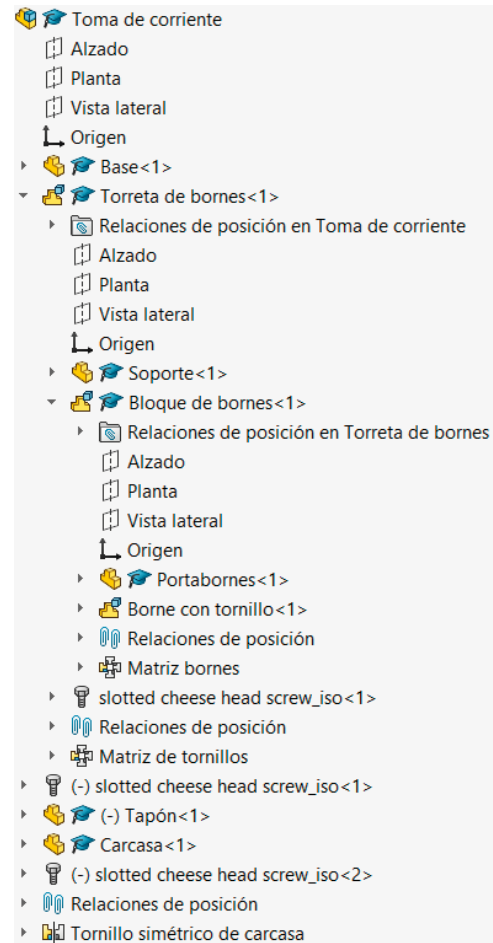 Toma de corriente
Alzado
Planta
Vista lateral
Origen
Base<1>
Torreta de bornes<1>
Relaciones de posición en Toma de corriente
Alzado
Planta
Vista lateral
Origen
Soporte<1>
Bloque de bornes<1>
Relaciones de posición en Torreta de bornes
Alzado
Planta
Vista lateral
Origen
Portabornes<1>
Borne con tornillo<1>
Relaciones de posición
Matriz bornes
slotted cheese head screw_iso<1>
Relaciones de posición
Matriz de tornillos
(-) slotted cheese head screw_iso<1>
(-) Tapón<1>
Carcasa<1>
(-) slotted cheese head screw_iso<2>
Relaciones de posición
Tornillo simétrico de carcasa